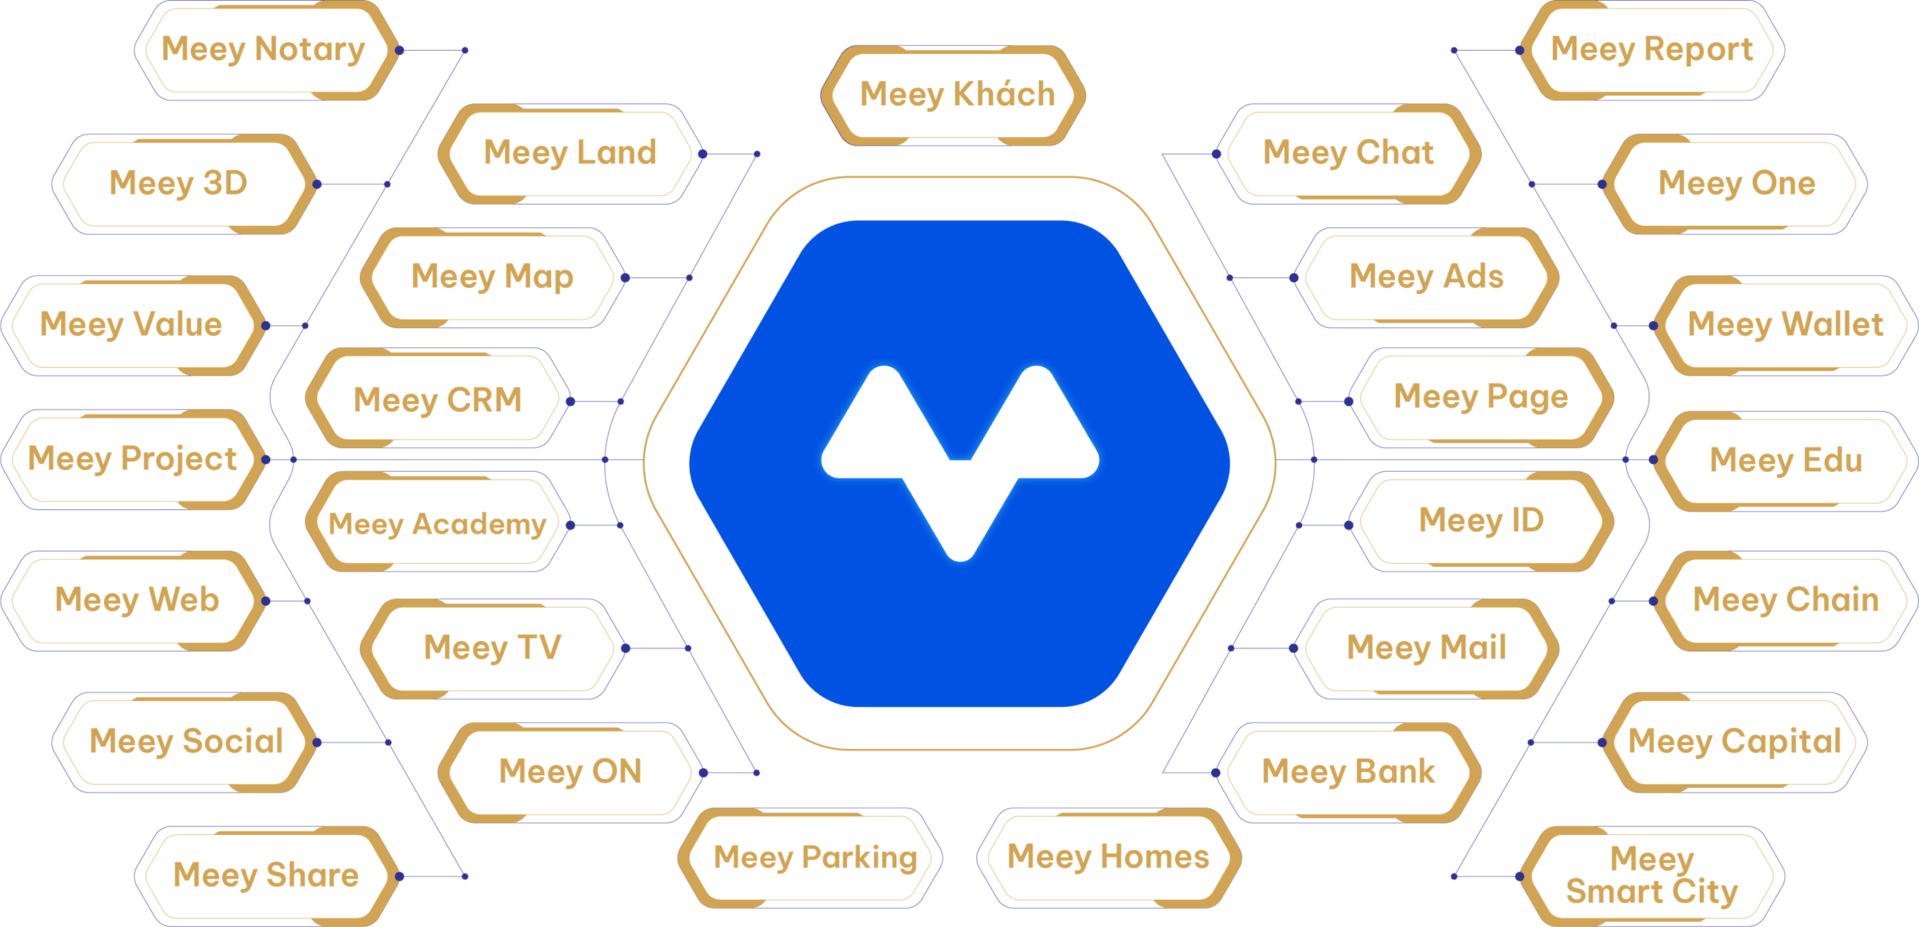 Meey Notary
Meey Report
Meey Khách
Meey Land
Meey Chat
Meey 3D
Meey One
Meey Map
Meey Ads
Meey Value
Meey Wallet
Meey CRM
Meey Page
Meey Project
Meey Edu
Meey Academy
Meey ID
Meey Web
Meey Chain
Meey TV
Meey Mail
Meey Social
Meey Capital
Meey ON
Meey Bank
Meey Parking
Meey Homes
Meey Share
Meey
Smart City